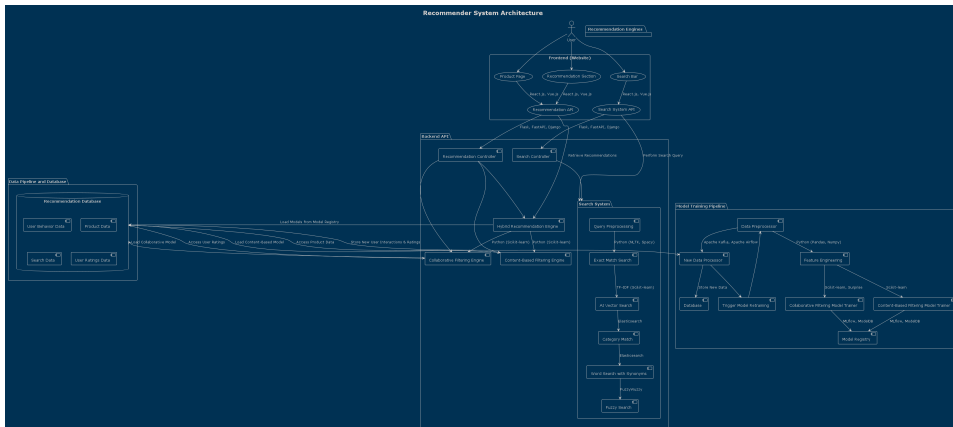 Recommender System Architecture
User
Recommendation Engines
Frontend (Website)
Product Page
Recommendation Section
Search Bar
React.js, Vue.js
React.js, Vue.js
React.js, Vue.js
Recommendation API
Search System API
Flask, FastAPI, Django
Flask, FastAPI, Django
Backend API
Recommendation Controller
Search Controller
Retrieve Recommendations
Perform Search Query
Data Pipeline and Database
Recommendation Database
User Behavior Data
Product Data
Search Data
User Ratings Data
Search System
Model Training Pipeline
Load Models from Model Registry
Hybrid Recommendation Engine
Query Preprocessing
Data Preprocessor
Load Collaborative Model
Access User Ratings
Load Content-Based Model
Access Product Data
Store New User Interactions & Ratings
Python (Scikit-learn)
Python (Scikit-learn)
Python (NLTK, SpaCy)
Apache Kafka, Apache Airflow
Python (Pandas, NumPy)
Collaborative Filtering Engine
Content-Based Filtering Engine
Exact Match Search
New Data Processor
Feature Engineering
TF-IDF (Scikit-learn)
Store New Data
Scikit-learn, Surprise
Scikit-learn
AI Vector Search
Database
Trigger Model Retraining
Collaborative Filtering Model Trainer
Content-Based Filtering Model Trainer
Elasticsearch
MLflow, ModelDB
MLflow, ModelDB
Category Match
Model Registry
Elasticsearch
Word Search with Synonyms
FuzzyWuzzy
Fuzzy Search